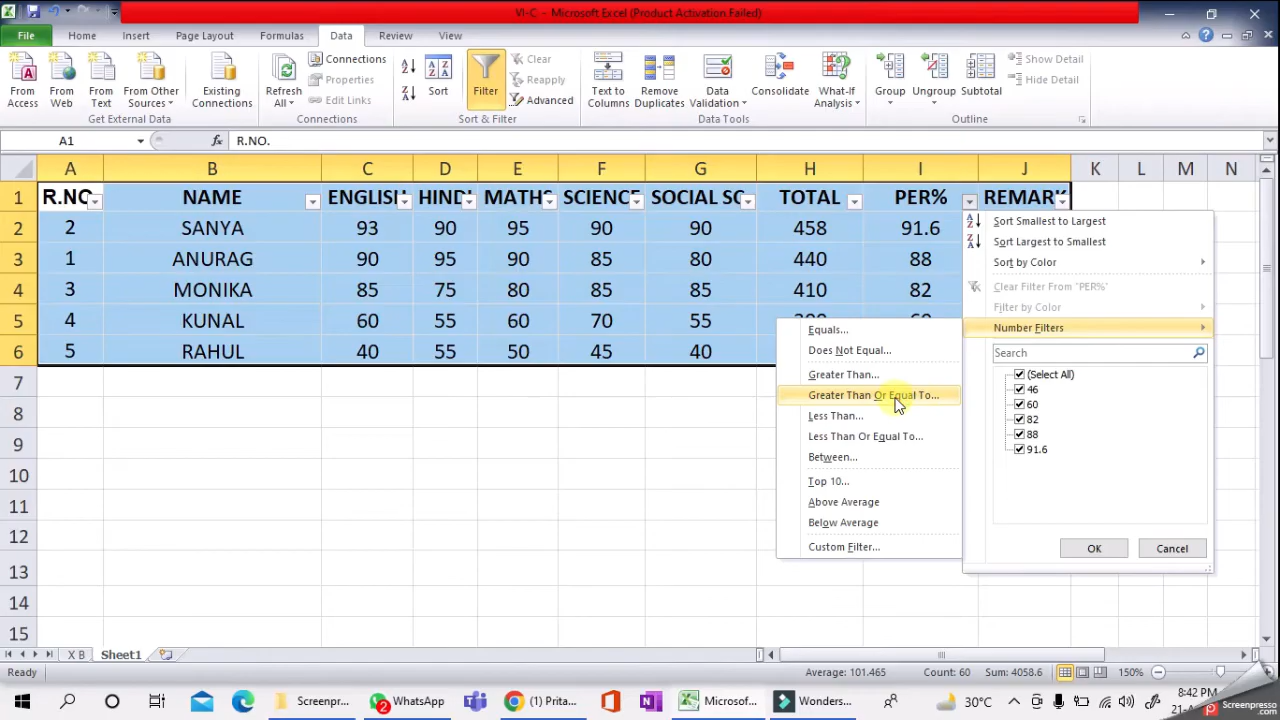 VI-C - Microsoft Excel (Product Activation Failed)
File Home Insert Page Layout Formulas Data Review View
From Access From Web From Text From Other Sources Existing Connections Refresh All Connections Properties Edit Links Sort Filter Clear Reapply Advanced Text to Columns Remove Duplicates Data Validation Consolidate What-If Analysis Group Ungroup Subtotal Show Detail Hide Detail
Get External Data Connections Sort & Filter Data Tools Outline
A1 fx R.NO.
A B C D E F G H I J K L M N
1 R.NO NAME ENGLISH HINDI MATHS SCIENCE SOCIAL SC TOTAL PER% REMARK
2 2 SANYA 93 90 95 90 90 458 91.6
3 1 ANURAG 90 95 90 85 80 440 88
4 3 MONIKA 85 75 80 85 85 410 82
5 4 KUNAL 60 55 60 70 55
6 5 RAHUL 40 55 50 45 40
7
8
9
10
11
12
13
14
15
Sort Smallest to Largest
Sort Largest to Smallest
Sort by Color
Clear Filter From "PER%"
Filter by Color
Number Filters
Search
(Select All)
46
60
82
88
91.6
OK Cancel
Equals...
Does Not Equal...
Greater Than...
Greater Than Or Equal To...
Less Than...
Less Than Or Equal To...
Between...
Top 10...
Above Average
Below Average
Custom Filter...
X B Sheet1
Ready Average: 101.465 Count: 60 Sum: 4058.6 150%
Screenpr... WhatsApp 2 (1) Prita... Microsof... Wonders... 30°C 8:42 PM
Screenpresso.com